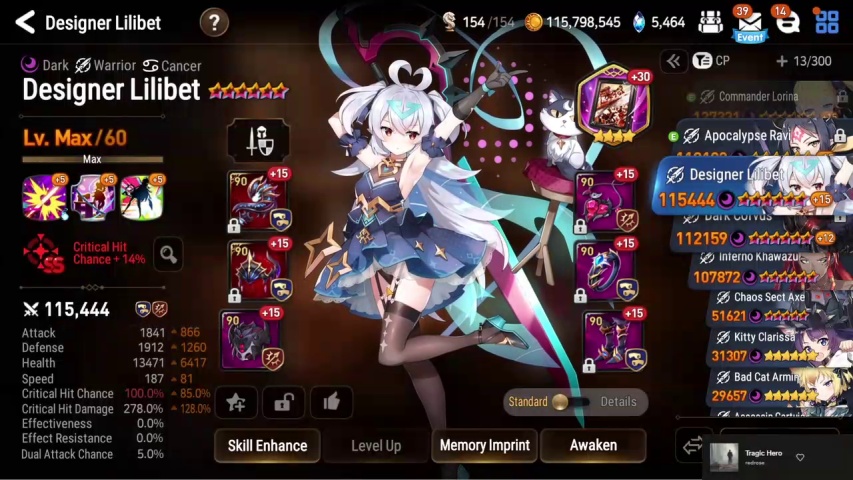 Designer Lilibet
?
154/154
115,798,545
5,464
39
Event
14
Dark Warrior Cancer
Designer Lilibet
Lv. Max/60
Max
+5
+5
+5
SS
Critical Hit
Chance + 14%
115,444
Attack 1841 866
Defense 1912 1260
Health 13471 6417
Speed 187 81
Critical Hit Chance 100.0% 85.0%
Critical Hit Damage 278.0% 128.0%
Effectiveness 0.0%
Effect Resistance 0.0%
Dual Attack Chance 5.0%
90 +15
90 +15
90 +15
+30
90 +15
90 +15
90 +15
Standard Details
Skill Enhance
Level Up
Memory Imprint
Awaken
CP
13/300
Commander Lorina
Apocalypse Ravi
Designer Lilibet
115444 +15
Dark Corvus
112159 +12
Inferno Khawazu
107872
Chaos Sect Axe
51621
Kitty Clarissa
31307
Bad Cat Armin
29657
Tragic Hero
redrose